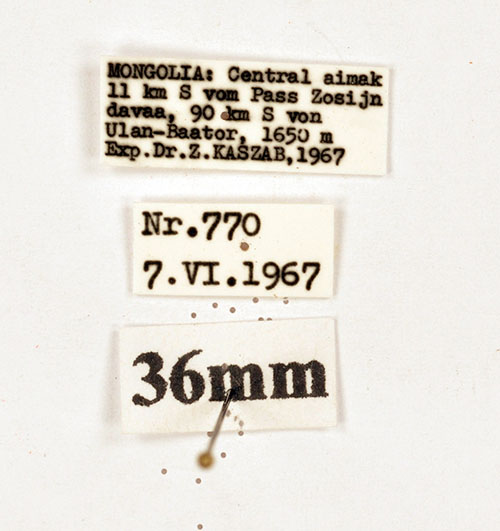 MONGOLIA: Central aimak
11 km S vom Pass Zosijn
davaa, 90 km S von
Ulan-Baator, 1650 m
Exp.Dr.Z.KASZAB,1967
Nr.770
7.VI.1967
36mm